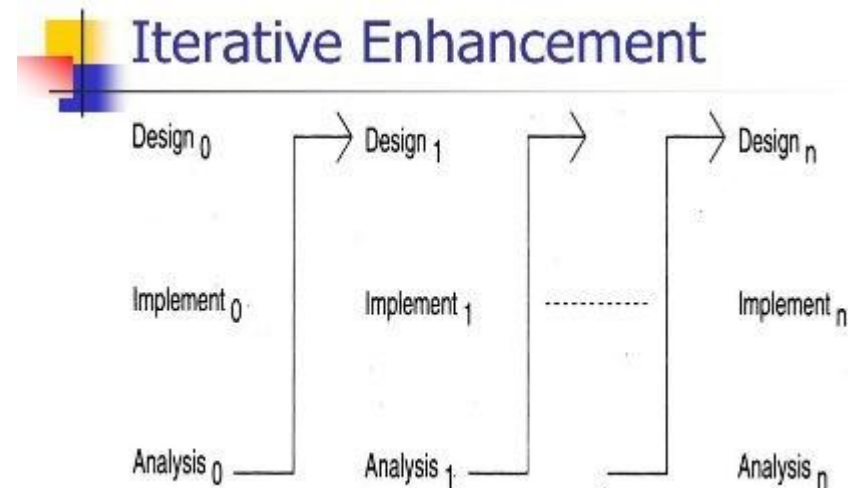 Iterative Enhancement
Design 0
Design 1
Design n
Implement 0
Implement 1
Implement n
Analysis 0
Analysis 1
Analysis n